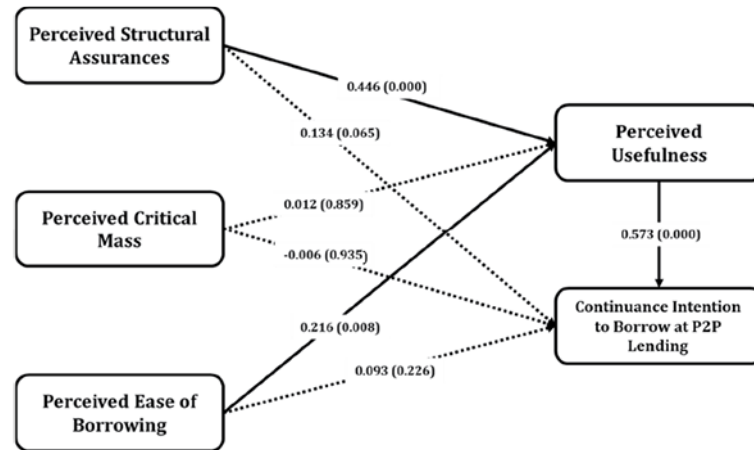 Perceived Structural
Assurances
0.446 (0.000)
0.134 (0.065)
Perceived
Usefulness
Perceived Critical
Mass
0.012 (0.859)
-0.006 (0.935)
0.573 (0.000)
Continuance Intention
to Borrow at P2P
Lending
0.216 (0.008)
0.093 (0.226)
Perceived Ease of
Borrowing